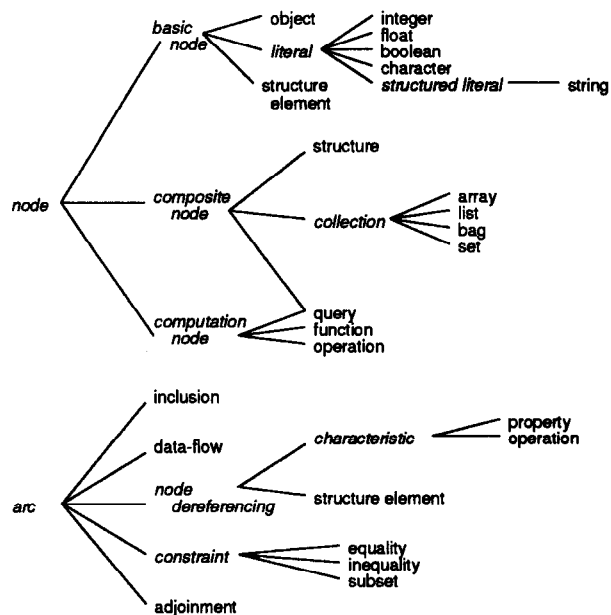 object
integer
basic
float
node
literal
boolean
character
structure
structured literal
string
element
structure
array
composite
list
node
node
collection
bag
set
computation
query
node
function
operation
inclusion
property
data-flow
characteristic
operation
node
structure element
arc
dereferencing
equality
constraint
inequality
subset
adjoinment